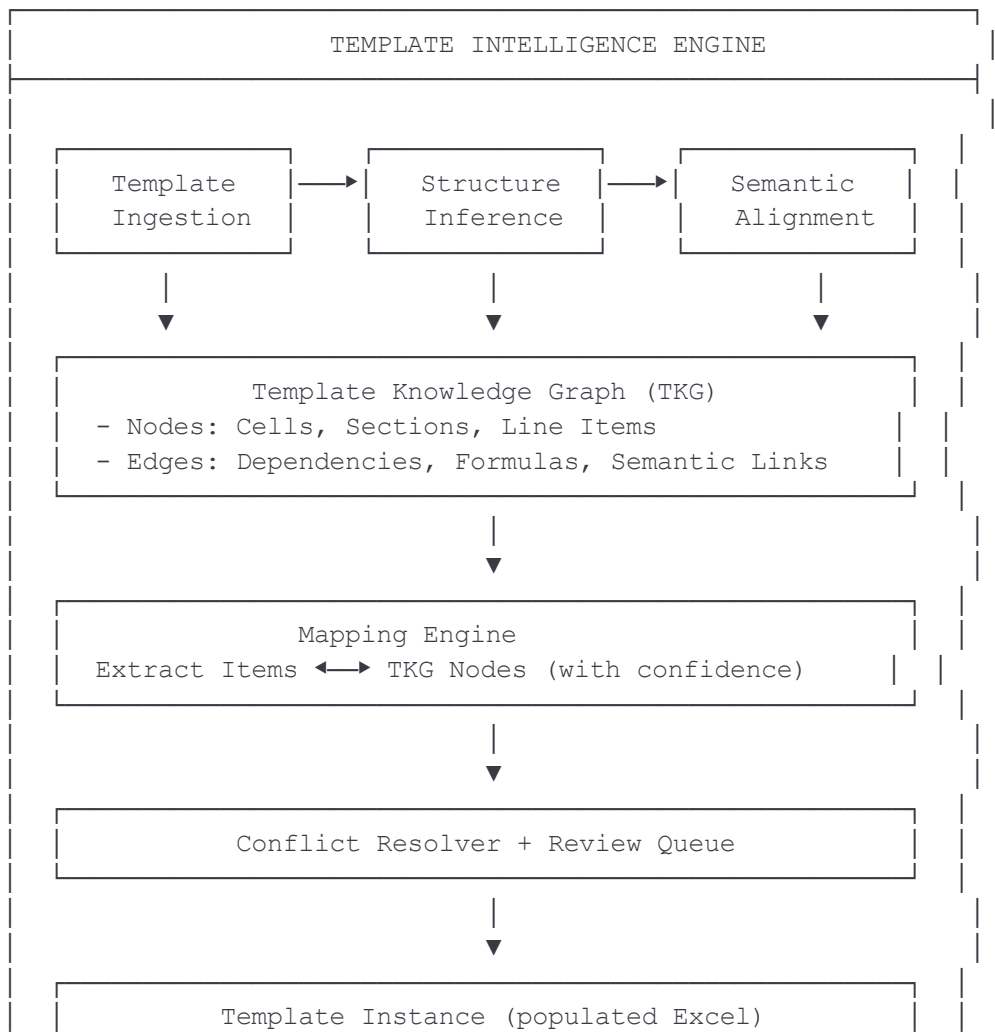 TEMPLATE INTELLIGENCE ENGINE
Template Structure Semantic
Ingestion Inference Alignment
Template Knowledge Graph (TKG)
- Nodes: Cells, Sections, Line Items
- Edges: Dependencies, Formulas, Semantic Links
Mapping Engine
Extract Items ◄──► TKG Nodes (with confidence)
Conflict Resolver + Review Queue
Template Instance (populated Excel)